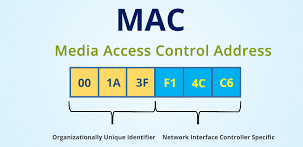 MAC
Media Access Control Address
00 1A 3F F1 4C C6
Organizationally Unique Identifier Network Interface Controller Specific